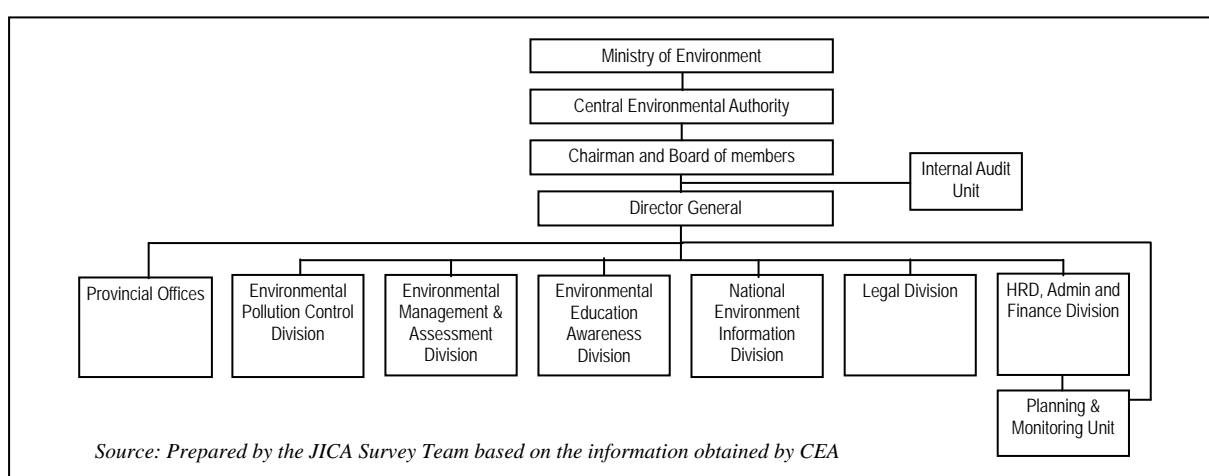 Ministry of Environment
Central Environmental Authority
Chairman and Board of members
Internal Audit
Unit
Director General
Provincial Offices
Environmental
Pollution Control
Division
Environmental
Management &
Assessment
Division
Environmental
Education
Awareness
Division
National
Environment
Information
Division
Legal Division
HRD, Admin and
Finance Division
Planning &
Monitoring Unit
Source: Prepared by the JICA Survey Team based on the information obtained by CEA